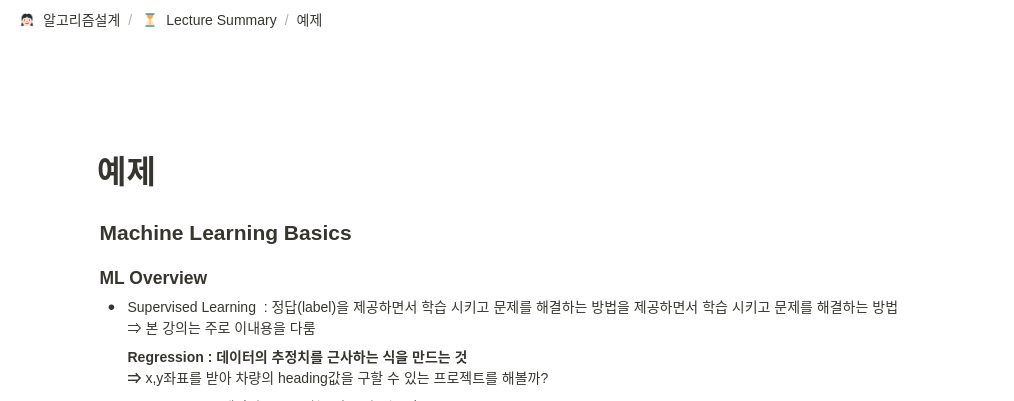 알고리즘설계 / Lecture Summary / 예제
예제
Machine Learning Basics
ML Overview
• Supervised Learning : 정답(label)을 제공하면서 학습 시키고 문제를 해결하는 방법을 제공하면서 학습 시키고 문제를 해결하는 방법
⇒ 본 강의는 주로 이내용을 다룸
Regression : 데이터의 추정치를 근사하는 식을 만드는 것
⇒ x,y좌표를 받아 차량의 heading값을 구할 수 있는 프로젝트를 해볼까?